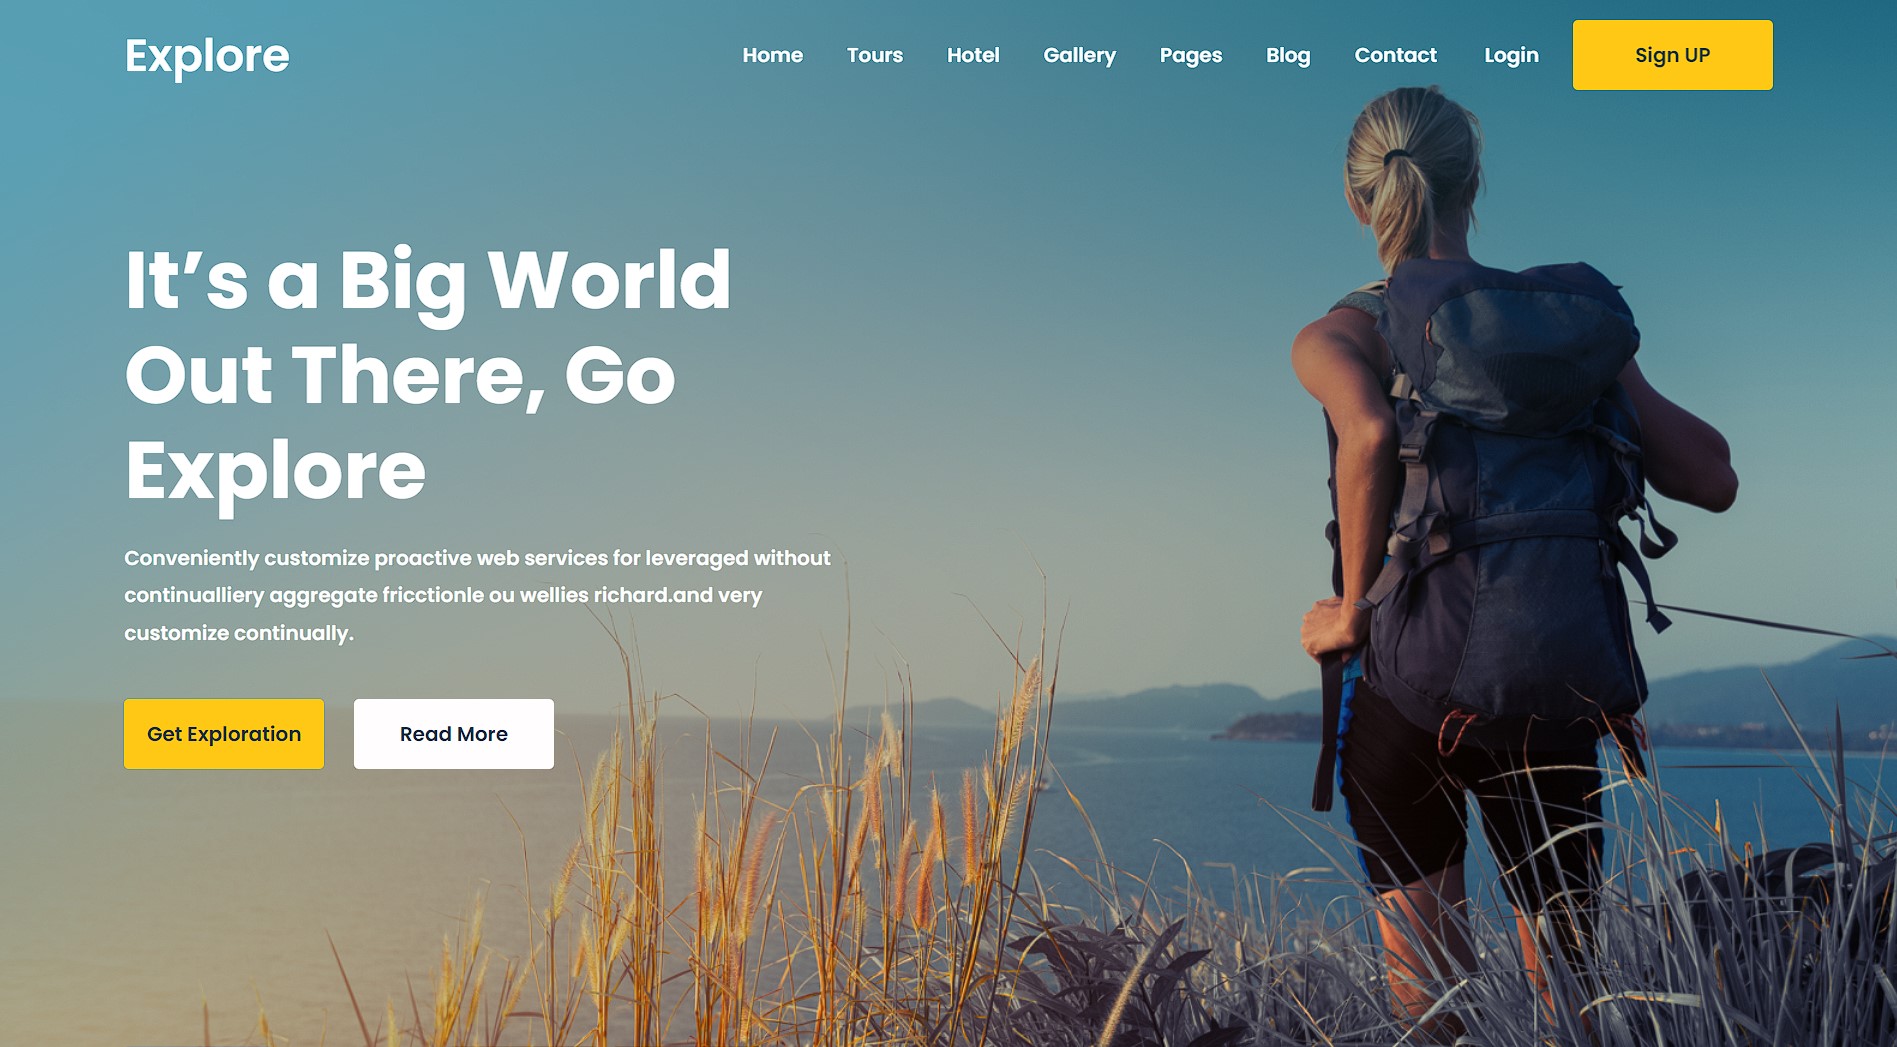 Explore
Home Tours Hotel Gallery Pages Blog Contact Login Sign UP
It’s a Big World
Out There, Go
Explore
Conveniently customize proactive web services for leveraged without
continualliery aggregate fricctionle ou wellies richard.and very
customize continually.
Get Exploration Read More